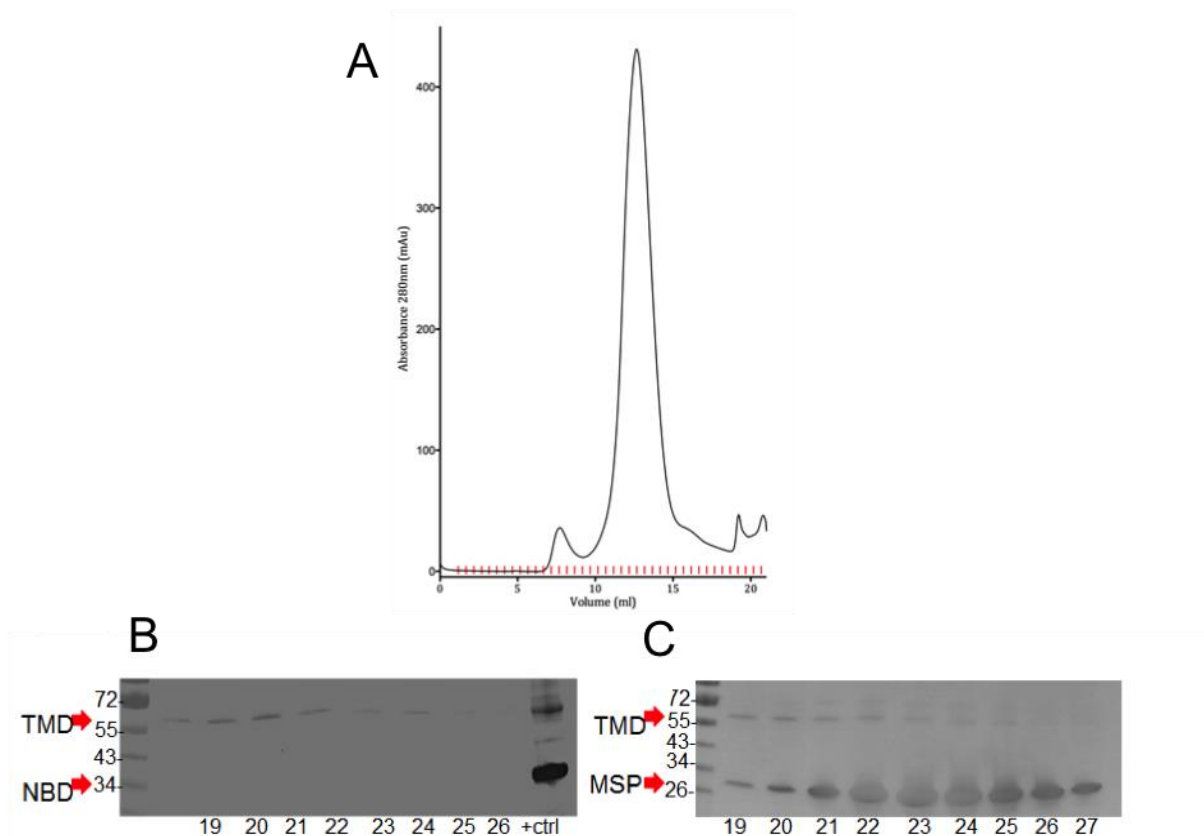 A
400
300
200
100
0
Absorbance 280nm (mAu)
0 5 10 15 20
Volume (ml)
B
72-
TMD
55-
43-
NBD
34-
19 20 21 22 23 24 25 26 +ctrl
C
72-
TMD
55-
43-
34-
MSP
26-
19 20 21 22 23 24 25 26 27